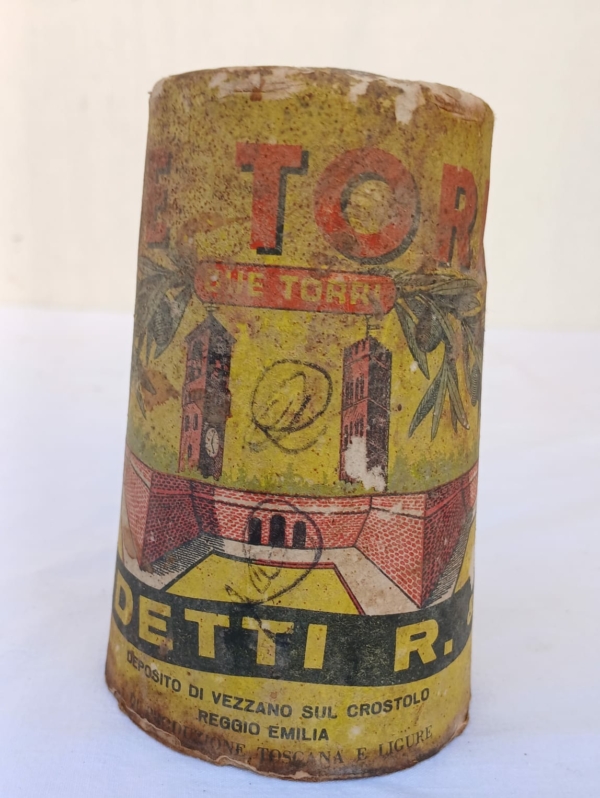 E TOR
DUE TORRI
DETTI R.
DEPOSITO DI VEZZANO SUL CROSTOLO
REGGIO EMILIA
TOSCANA E LIGURE